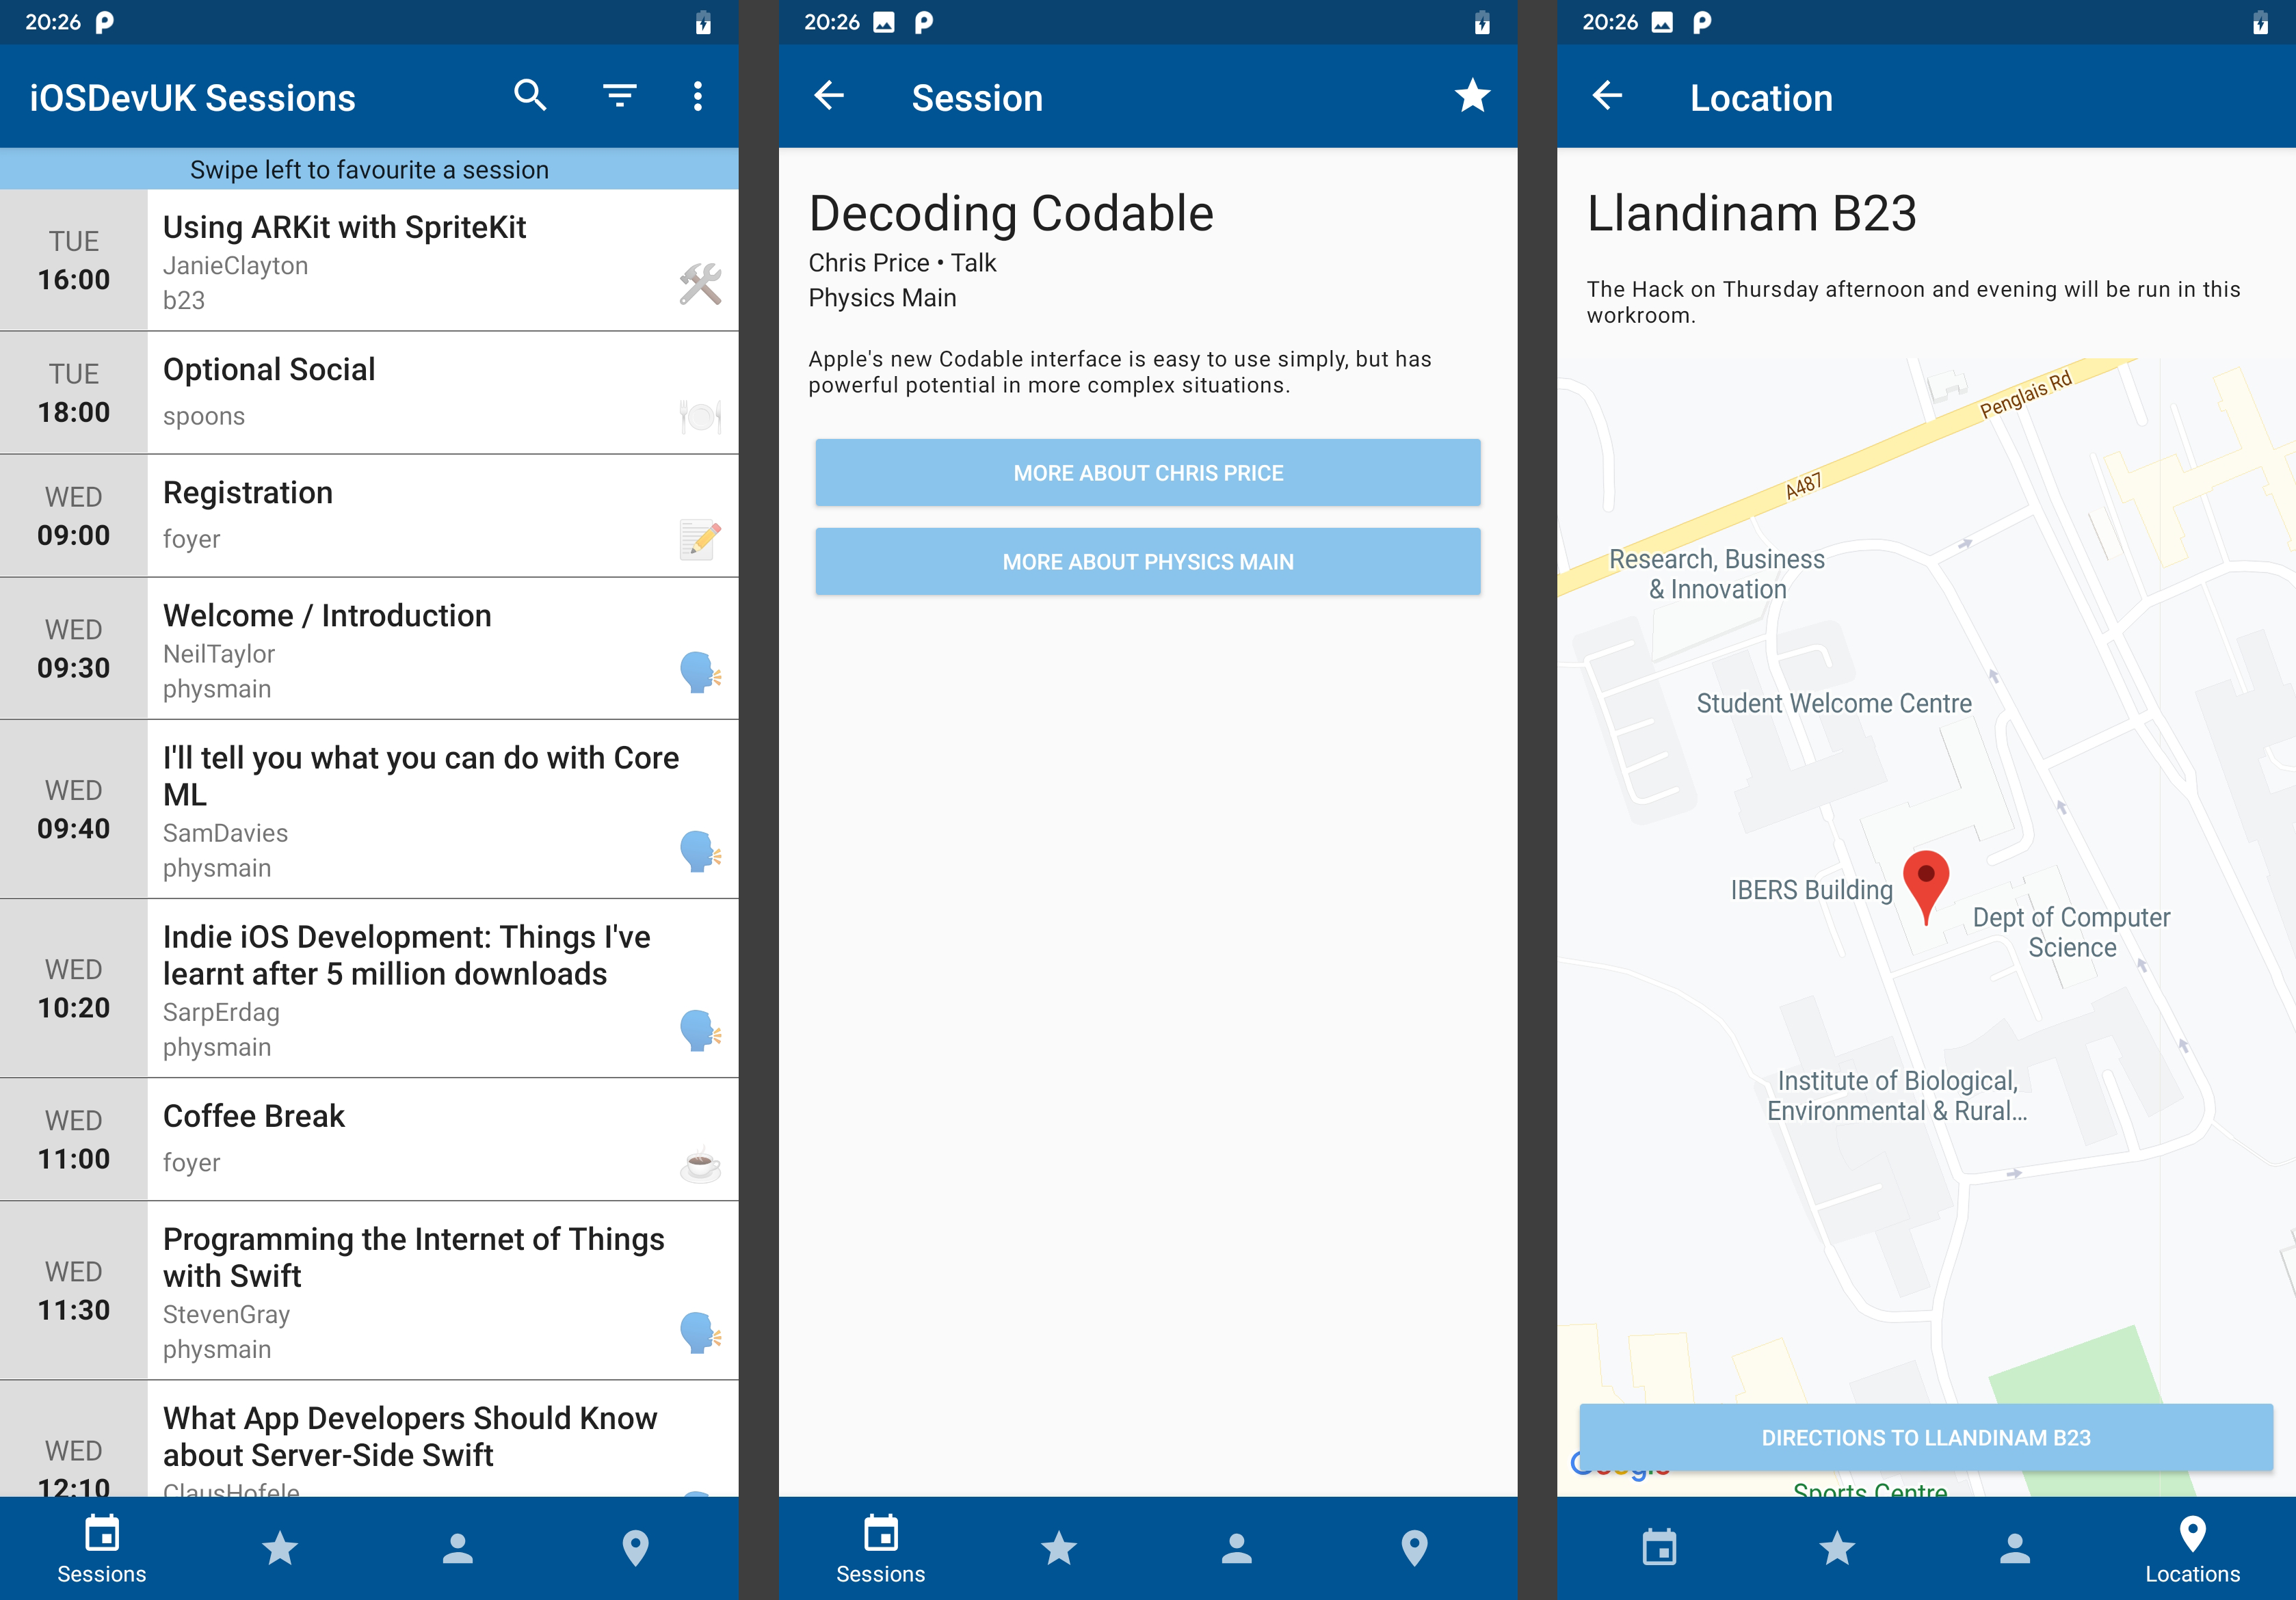 20:26
iOSDevUK Sessions
Swipe left to favourite a session
TUE
16:00
Using ARKit with SpriteKit
JanieClayton
b23
TUE
18:00
Optional Social
spoons
WED
09:00
Registration
foyer
WED
09:30
Welcome / Introduction
NeilTaylor
physmain
WED
09:40
I'll tell you what you can do with Core
ML
SamDavies
physmain
WED
10:20
Indie iOS Development: Things I've
learnt after 5 million downloads
SarpErdag
physmain
WED
11:00
Coffee Break
foyer
WED
11:30
Programming the Internet of Things
with Swift
StevenGray
physmain
WED
12:10
What App Developers Should Know
about Server-Side Swift
ClausHofele
Sessions
20:26
Session
Decoding Codable
Chris Price • Talk
Physics Main
Apple's new Codable interface is easy to use simply, but has
powerful potential in more complex situations.
MORE ABOUT CHRIS PRICE
MORE ABOUT PHYSICS MAIN
Sessions
20:26
Location
Llandinam B23
The Hack on Thursday afternoon and evening will be run in this
workroom.
Penglais Rd
A487
Research, Business
& Innovation
Student Welcome Centre
IBERS Building
Dept of Computer
Science
Institute of Biological,
Environmental & Rural...
DIRECTIONS TO LLANDINAM B23
Google
Sports Centre
Locations